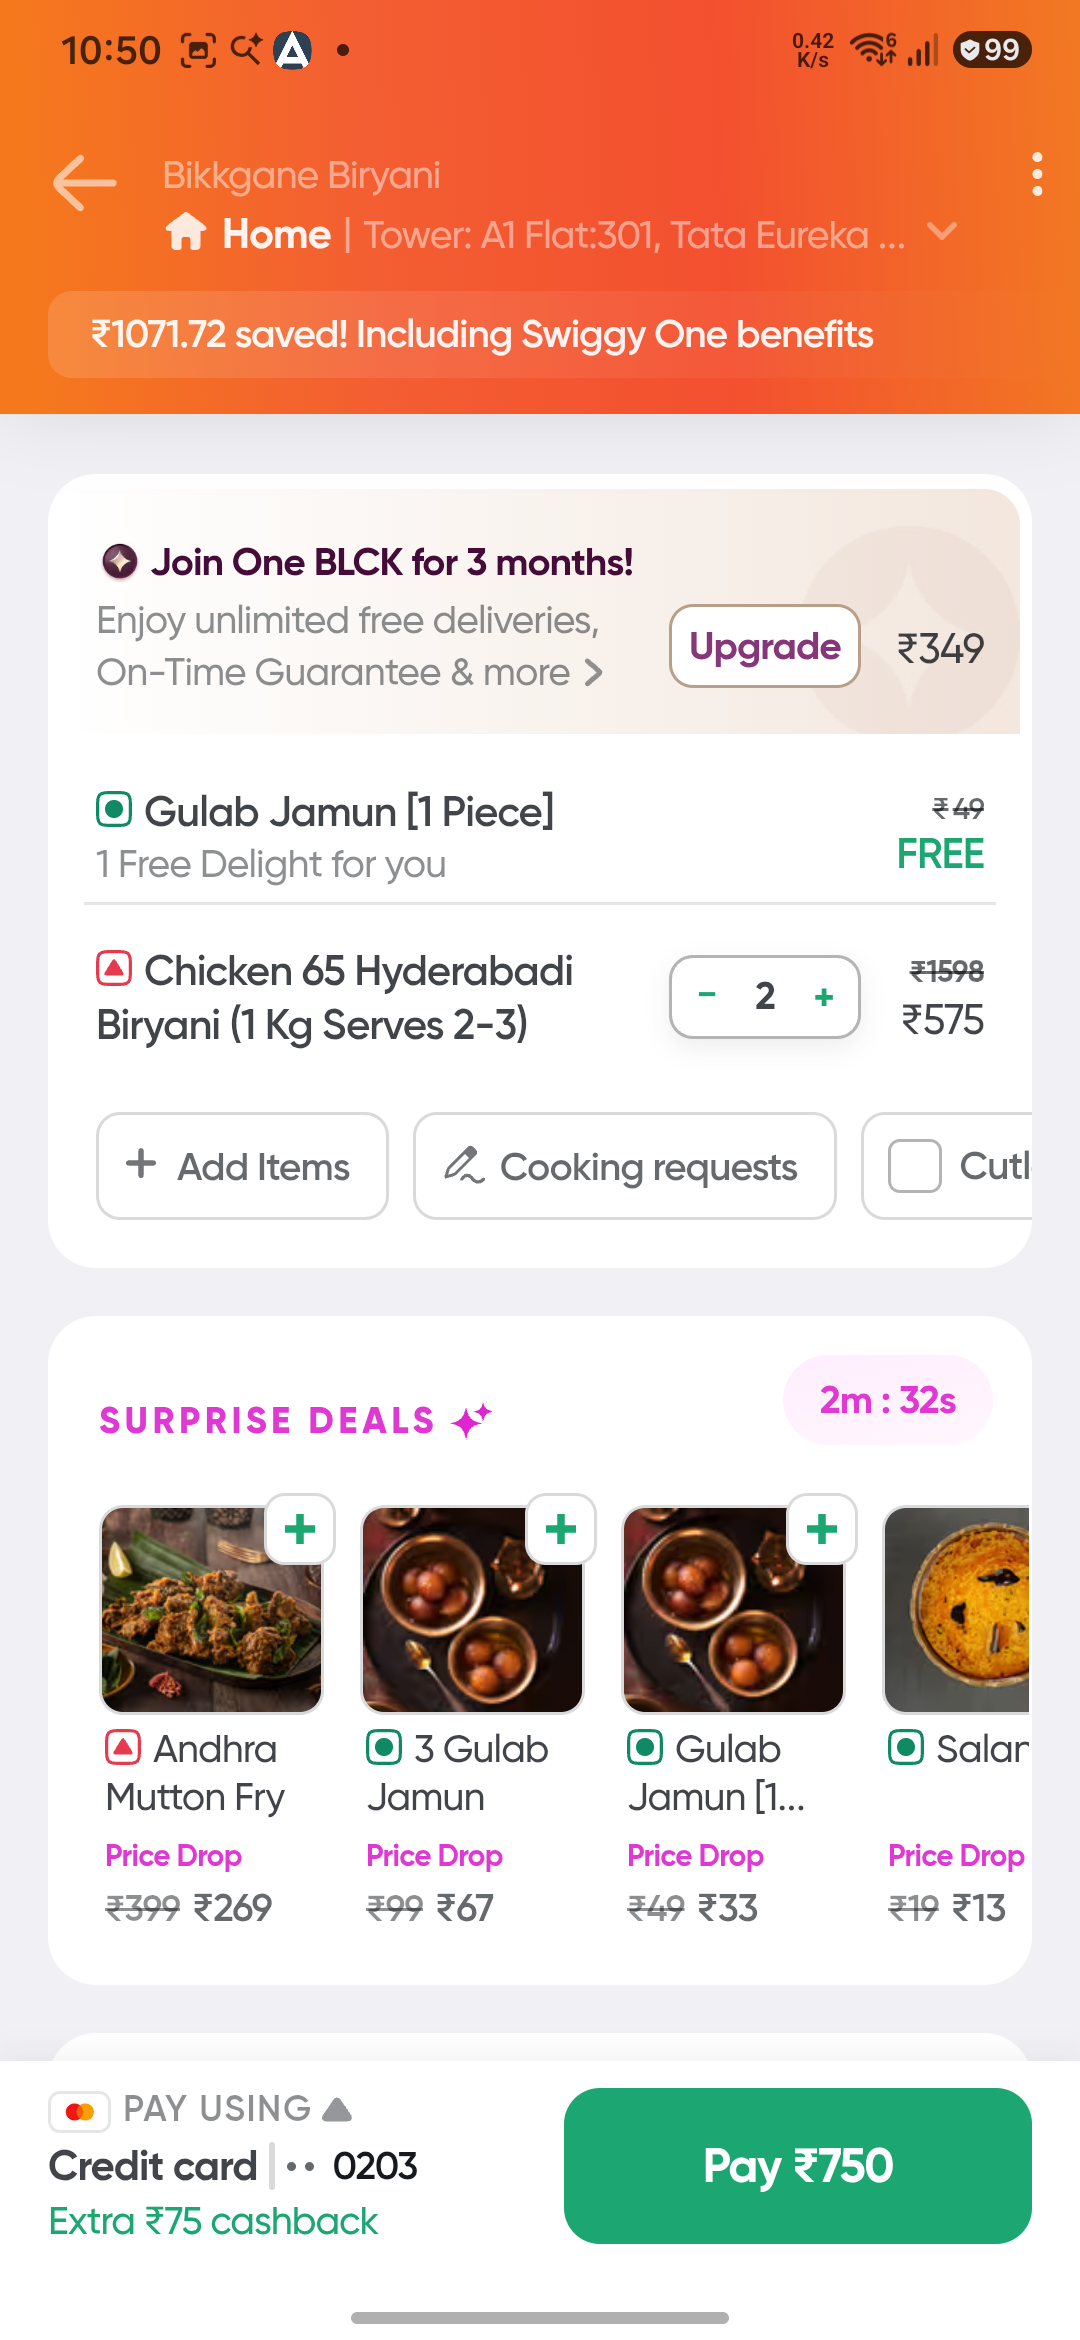 10:50
0.42 K/s
6
99
Bikkgane Biryani
Home | Tower: A1 Flat:301, Tata Eureka ...
₹1071.72 saved! Including Swiggy One benefits
Join One BLCK for 3 months!
Enjoy unlimited free deliveries,
On-Time Guarantee & more >
Upgrade
₹349
Gulab Jamun [1 Piece]
₹49
1 Free Delight for you
FREE
Chicken 65 Hyderabadi
Biryani (1 Kg Serves 2-3)
− 2 +
₹1598
₹575
+ Add Items
Cooking requests
Cutl
SURPRISE DEALS
2m : 32s
Andhra
Mutton Fry
Price Drop
₹399 ₹269
3 Gulab
Jamun
Price Drop
₹99 ₹67
Gulab
Jamun [1...
Price Drop
₹49 ₹33
Salan
Price Drop
₹19 ₹13
PAY USING
Credit card | •• 0203
Extra ₹75 cashback
Pay ₹750